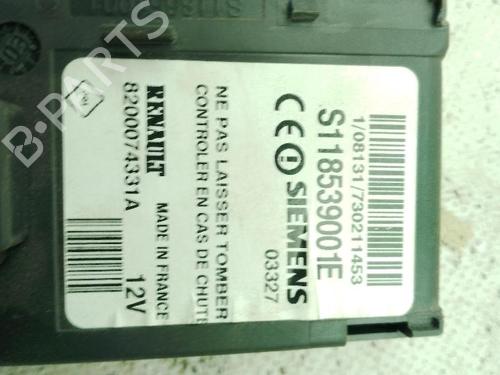 1/08131/730211453
S118539001E
CE SIEMENS
03327
NE PAS LAISSER TOMBER
CONTROLER EN CAS DE CHUTE
RENAULT MADE IN FRANCE
8200074331A 12V
B-PARTS